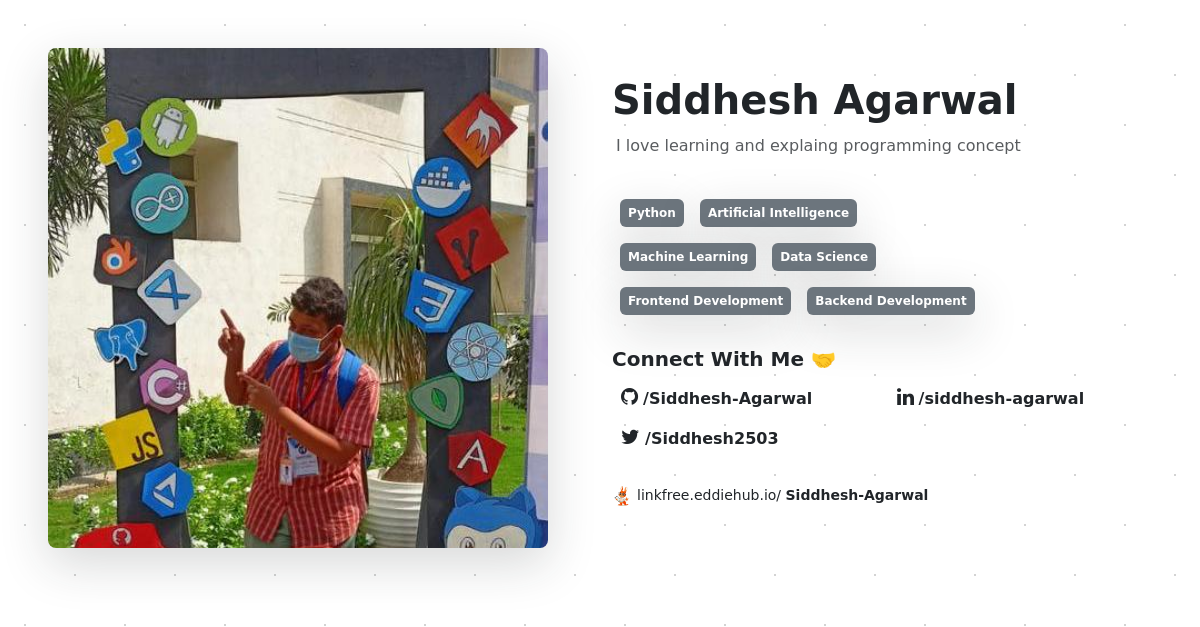 Siddhesh Agarwal
I love learning and explaing programming concept
Python
Artificial Intelligence
Machine Learning
Data Science
Frontend Development
Backend Development
Connect With Me 🤝
/Siddhesh-Agarwal
/siddhesh-agarwal
/Siddhesh2503
linkfree.eddiehub.io/ Siddhesh-Agarwal
C#
JS
A
3